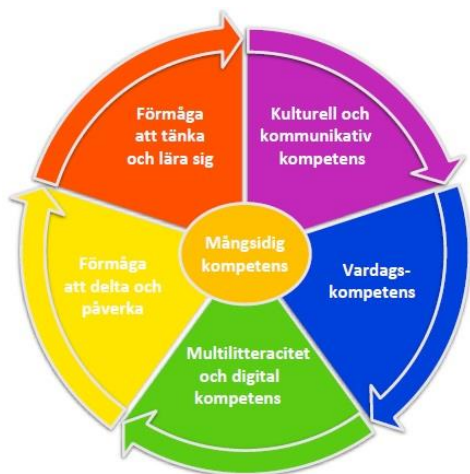 Förmåga
att tänka
och lära sig
Kulturell och
kommunikativ
kompetens
Mångsidig
kompetens
Förmåga
att delta och
påverka
Vardags-
kompetens
Multilitteracitet
och digital
kompetens